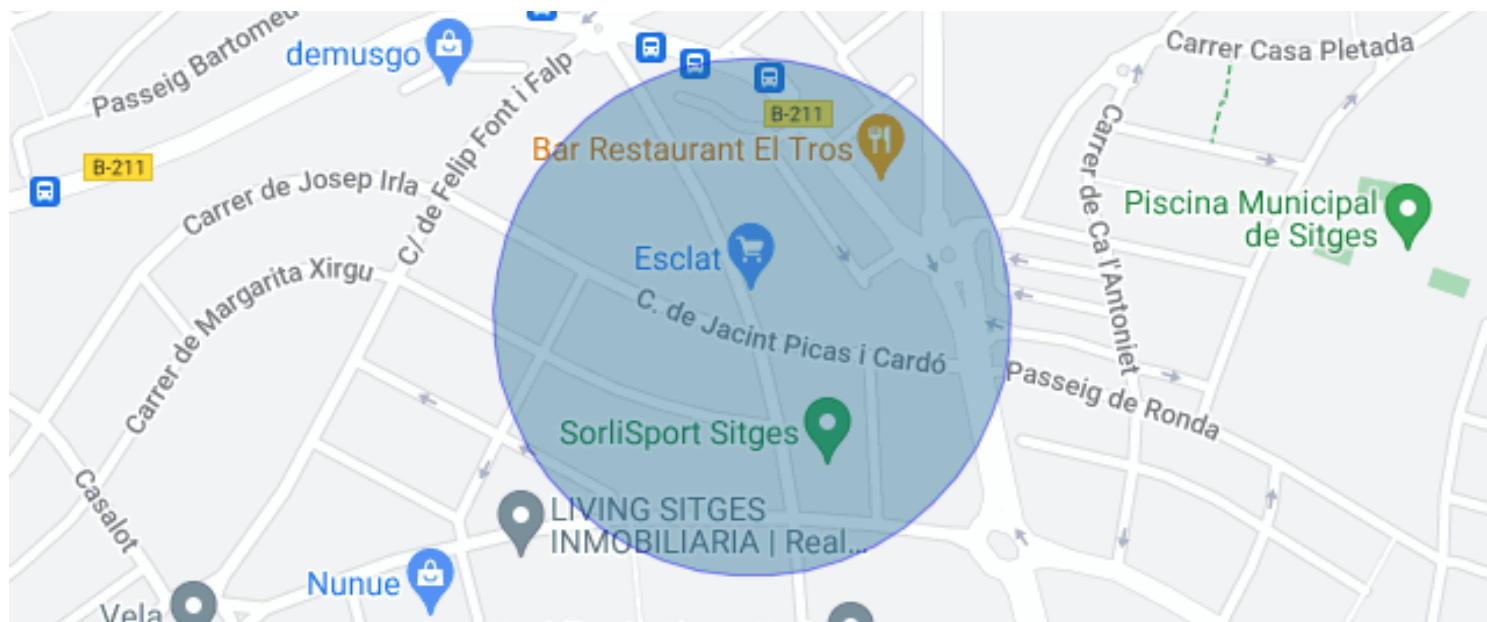 Passeig Bartomeu
demusgo
C/ de Felip Font i Falp
Carrer Casa Pletada
B-211
B-211
Bar Restaurant El Tros
Carrer de Josep Irla
Carrer de Ca l'Antoniet
Piscina Municipal
de Sitges
Esclat
Carrer de Margarita Xirgu
C. de Jacint Picas i Cardó
Passeig de Ronda
SorliSport Sitges
Casalot
LIVING SITGES
INMOBILIARIA | Real...
Nunue
Vela